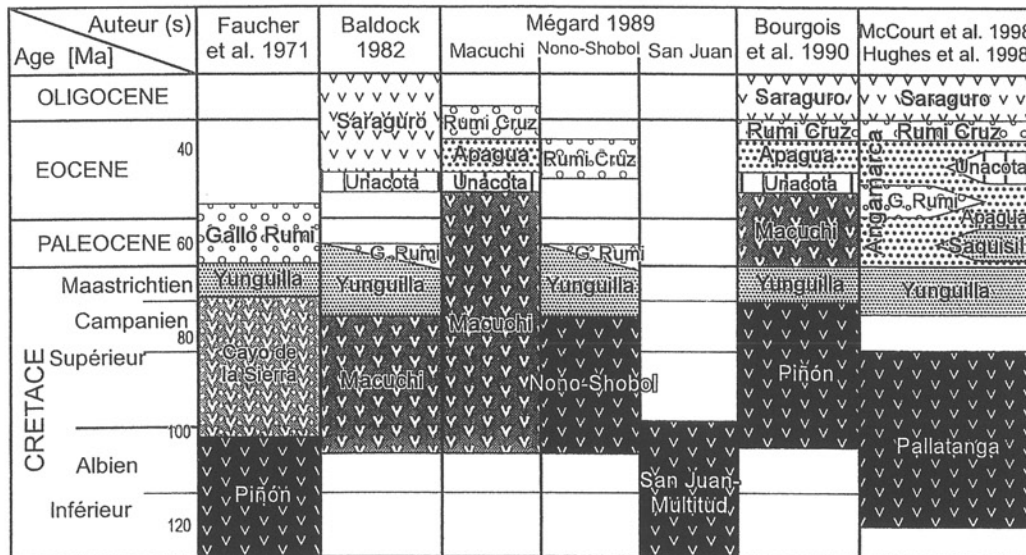 Auteur (s)
Age [Ma]
Faucher
et al. 1971
Baldock
1982
Mégard 1989
Macuchi
Nono-Shobol
San Juan
Bourgois
et al. 1990
McCourt et al. 1998
Hughes et al. 1998
OLIGOCENE
EOCENE
40
PALEOCENE 60
CRETACE
Maastrichtien
Campanien
80
Supérieur
100
Albien
Inférieur
120
Gallo Rumi
Yunguilla
Cayo de
la Sierra
Piñón
Saraguro
Unacota
G. Rumi
Yunguilla
Macuchi
Rumi Cruz
Apagua
Unacota
Macuchi
Rumi Cruz
G. Rumi
Yunguilla
Nono-Shobol
San Juan-
Multitud
Saraguro
Rumi Cruz
Apagua
Unacota
Macuchi
Yunguilla
Piñón
Saraguro
Rumi Cruz
Angamarca
Unacota
G. Rumi
Apagua
Saquisil
Yunguilla
Pallatanga